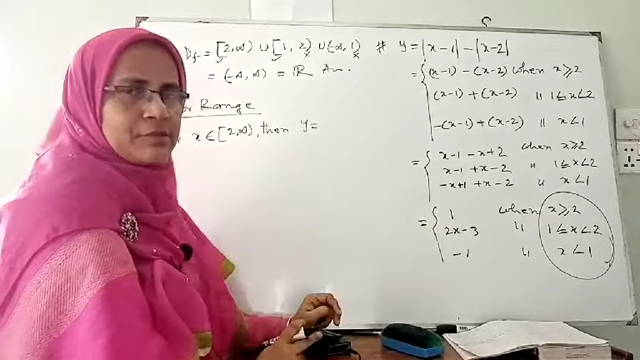 D_f = [2,∞) ∪ [1, 2) ∪ (-∞, 1)
= (-∞, ∞) = ℝ An.
Range
x ∈ [2,∞), then y =
# y = |x-1| - |x-2|
= { (x-1) - (x-2) when x ≥ 2
(x-1) + (x-2) " 1 ≤ x < 2
-(x-1) + (x-2) " x < 1
= { x-1 - x+2 when x ≥ 2
x-1 + x-2 " 1 ≤ x < 2
-x+1 + x-2 " x < 1
= { 1 when x ≥ 2
2x-3 " 1 ≤ x < 2
-1 " x < 1